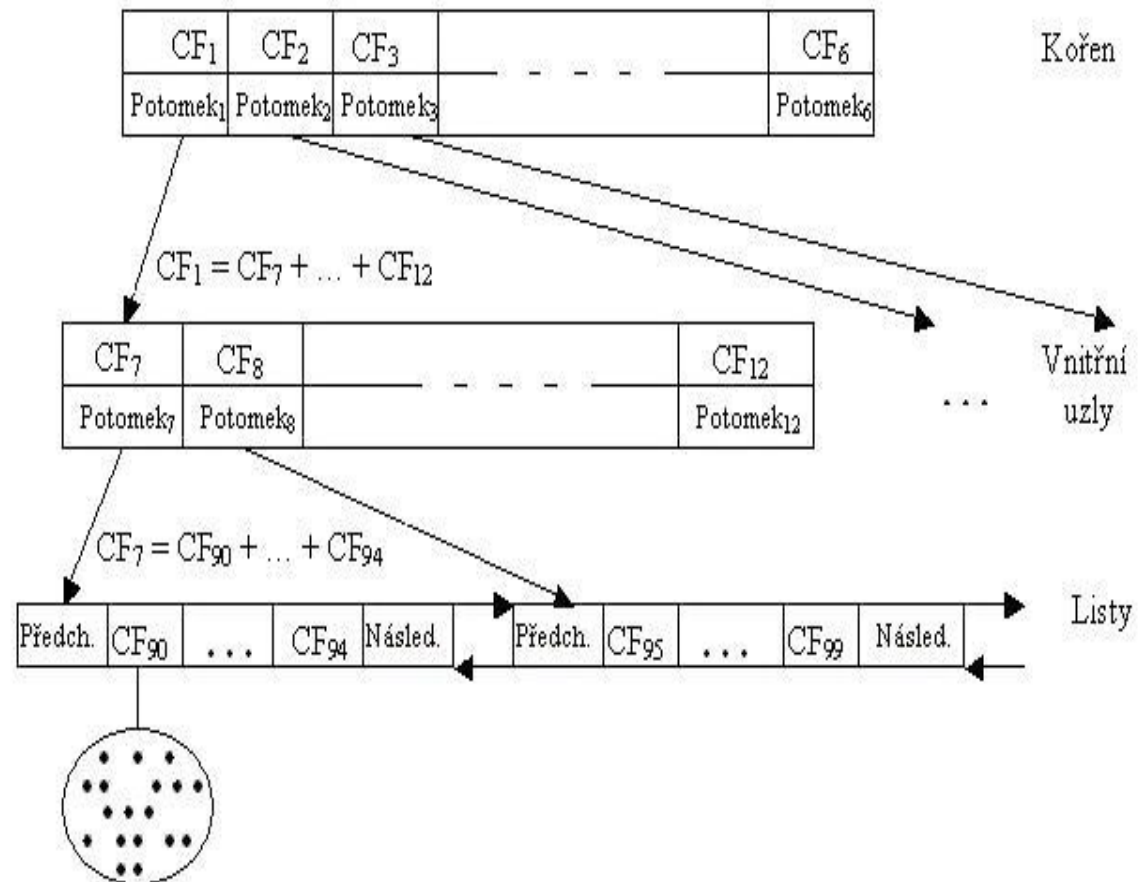 CF₁ CF₂ CF₃ CF₆ Kořen
Potomek₁ Potomek₂ Potomek₃ Potomek₆
CF₁ = CF₇ + ... + CF₁₂
CF₇ CF₈ CF₁₂ Vnitřní
Potomek₇ Potomek₈ Potomek₁₂ ... uzly
CF₇ = CF₉₀ + ... + CF₉₄
Předch. CF₉₀ ... CF₉₄ Násled. Předch. CF₉₅ ... CF₉₉ Násled. Listy